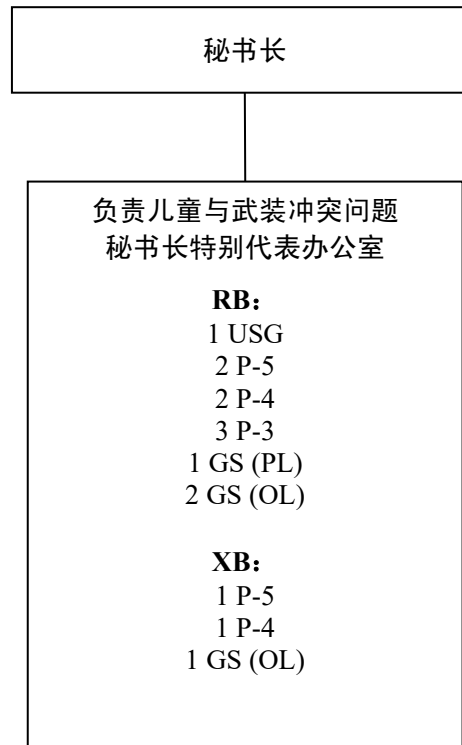 秘书长
负责儿童与武装冲突问题
秘书长特别代表办公室
RB：
1 USG
2 P-5
2 P-4
3 P-3
1 GS (PL)
2 GS (OL)
XB：
1 P-5
1 P-4
1 GS (OL)